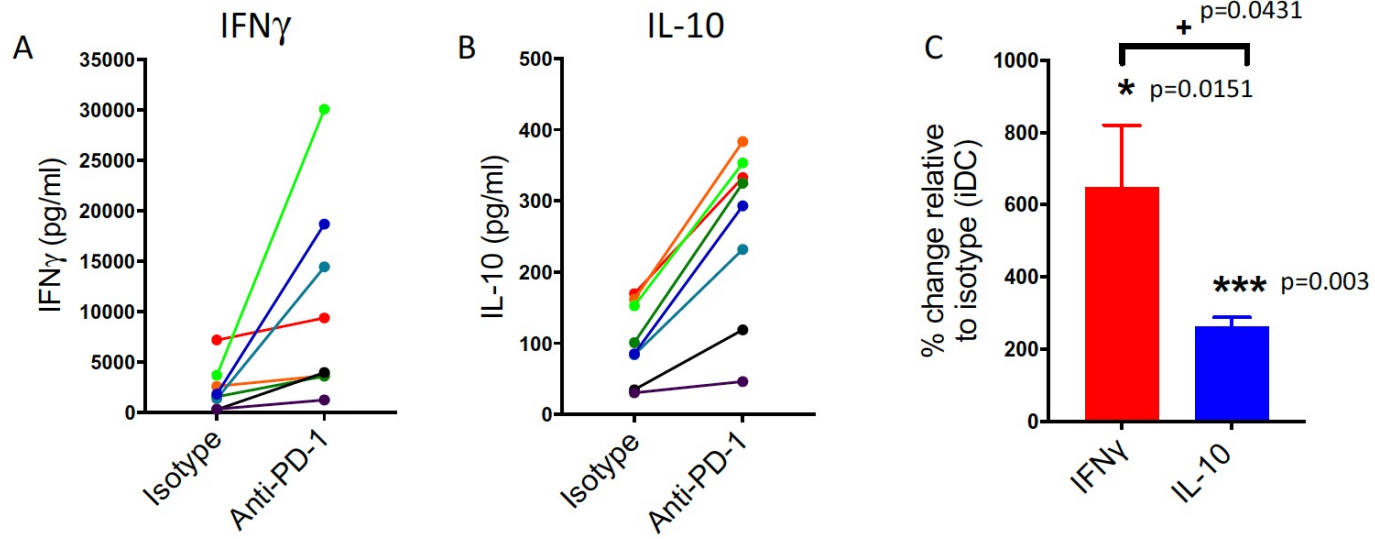 A
IFNγ
IFNγ (pg/ml)
35000
30000
25000
20000
15000
10000
5000
0
Isotype
Anti-PD-1
B
IL-10
IL-10 (pg/ml)
500
400
300
200
100
0
Isotype
Anti-PD-1
C
% change relative
to isotype (iDC)
1000
800
600
400
200
0
+ p=0.0431
* p=0.0151
*** p=0.003
IFNγ
IL-10